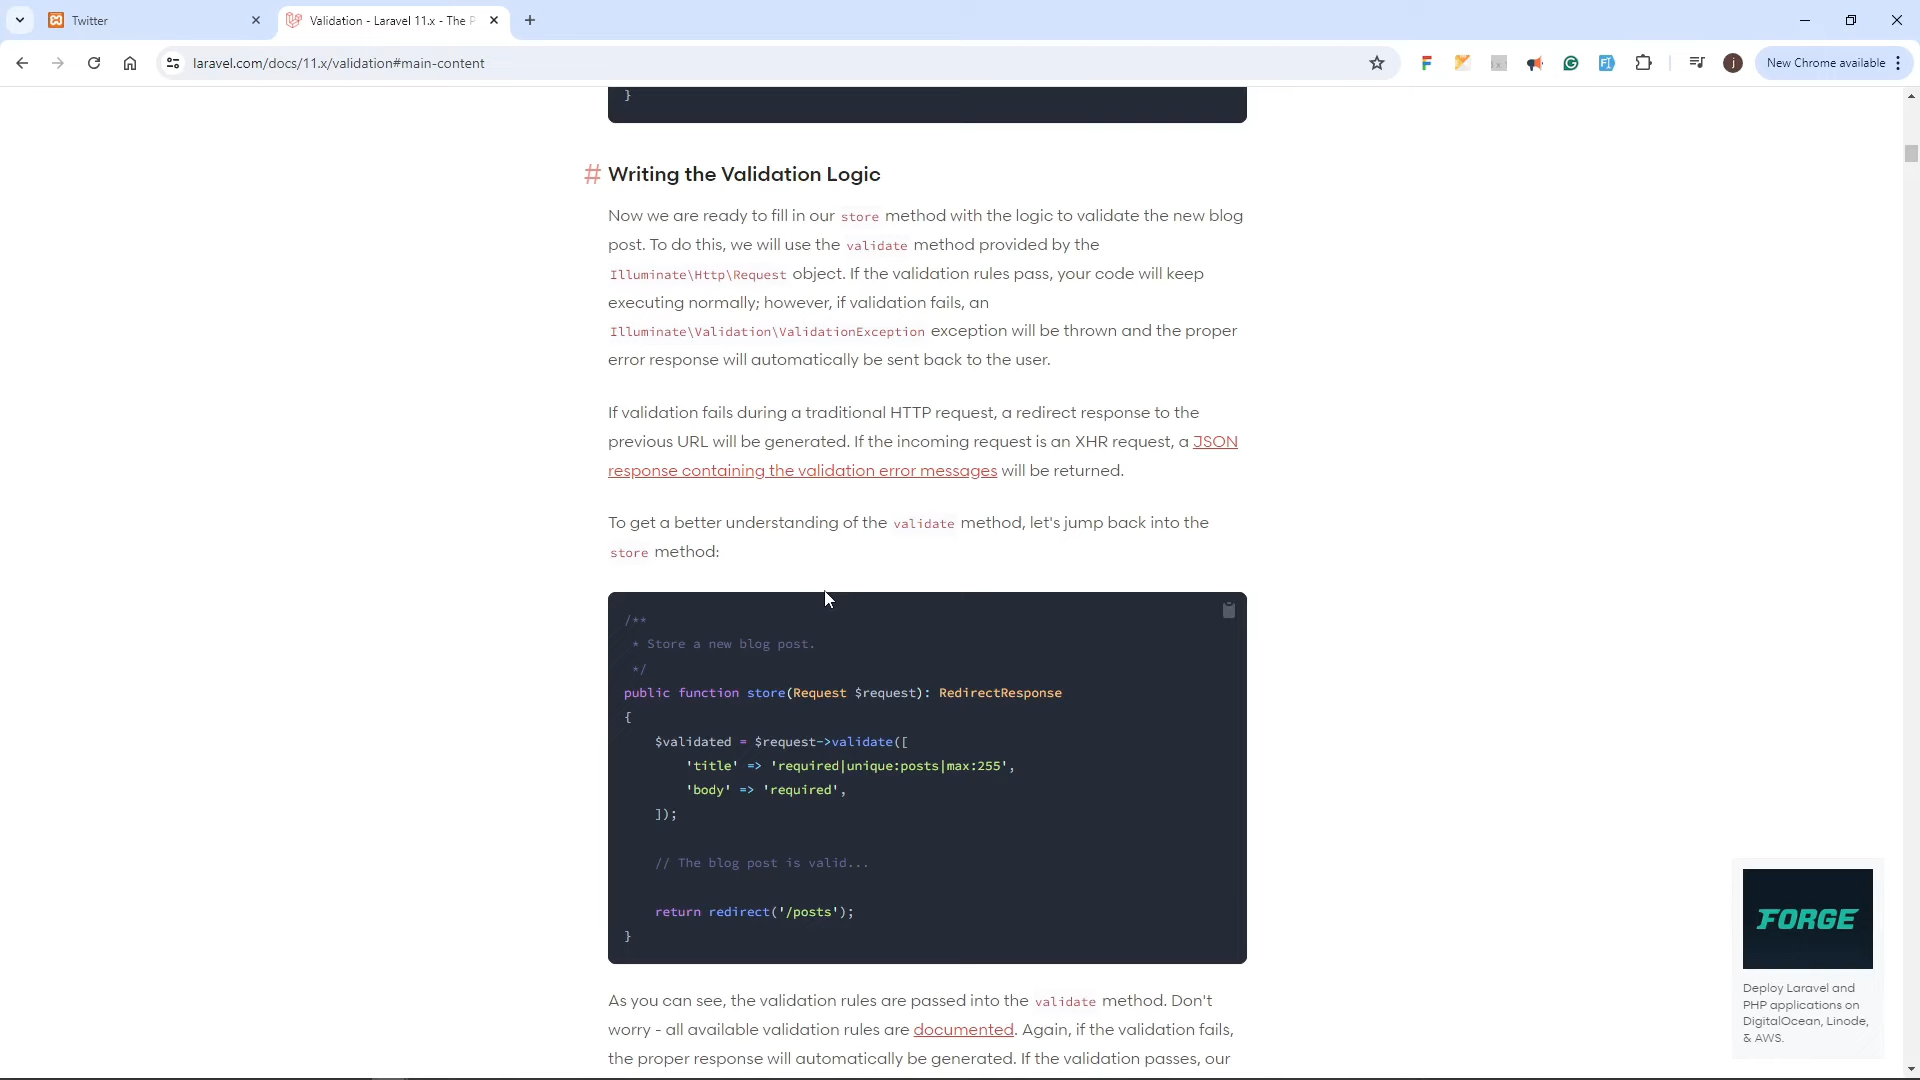 Twitter
Validation - Laravel 11.x - The P
laravel.com/docs/11.x/validation#main-content
j
New Chrome available
}
# Writing the Validation Logic
Now we are ready to fill in our store method with the logic to validate the new blog
post. To do this, we will use the validate method provided by the
Illuminate\Http\Request object. If the validation rules pass, your code will keep
executing normally; however, if validation fails, an
Illuminate\Validation\ValidationException exception will be thrown and the proper
error response will automatically be sent back to the user.
If validation fails during a traditional HTTP request, a redirect response to the
previous URL will be generated. If the incoming request is an XHR request, a JSON
response containing the validation error messages will be returned.
To get a better understanding of the validate method, let's jump back into the
store method:
/**
* Store a new blog post.
*/
public function store(Request $request): RedirectResponse
{
$validated = $request->validate([
'title' => 'required|unique:posts|max:255',
'body' => 'required',
]);
// The blog post is valid...
return redirect('/posts');
}
As you can see, the validation rules are passed into the validate method. Don't
worry - all available validation rules are documented. Again, if the validation fails,
the proper response will automatically be generated. If the validation passes, our
FORGE
Deploy Laravel and
PHP applications on
DigitalOcean, Linode,
& AWS.